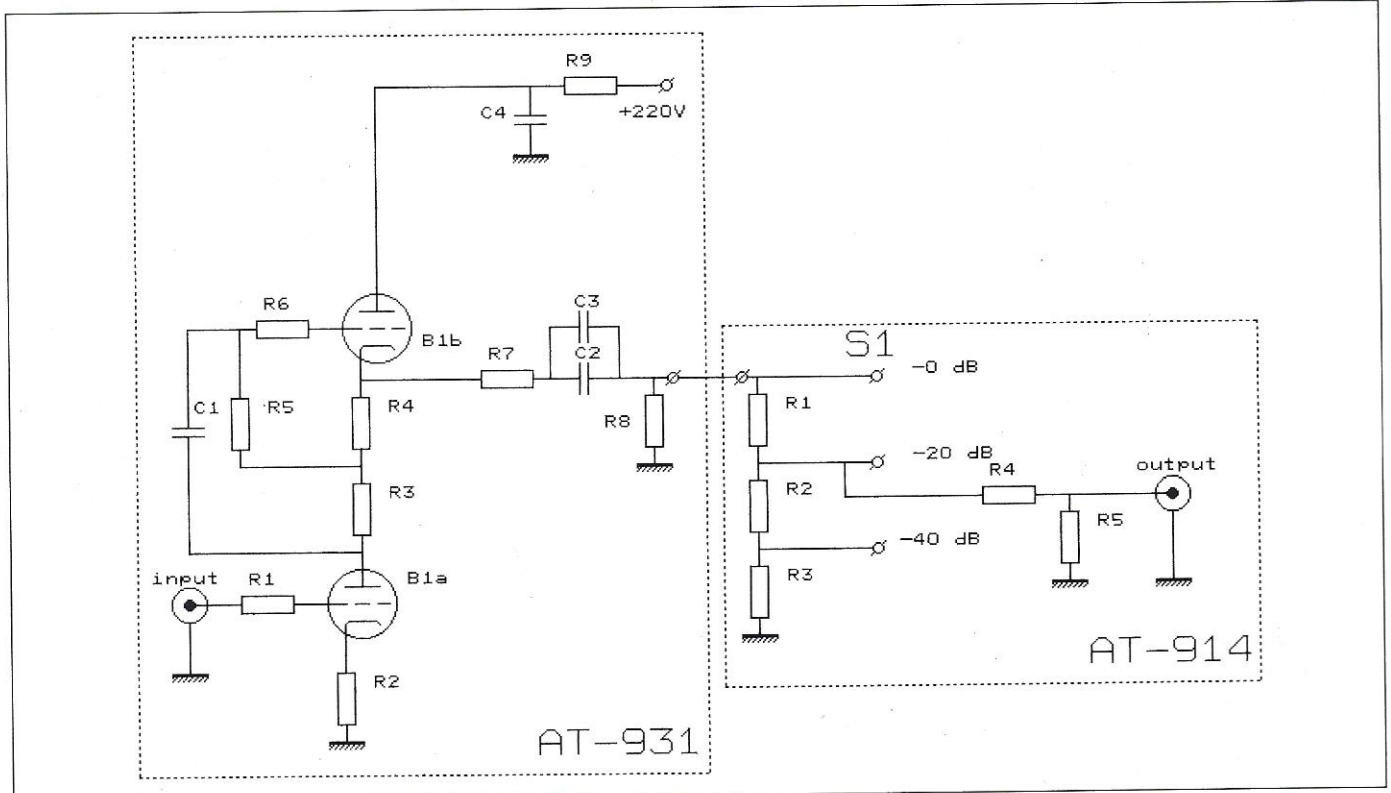 R9
C4
+220V
R6
B1b
C3
C2
R7
C1
R5
R4
R8
R3
input
R1
B1a
R2
AT-931
S1
-0 dB
R1
-20 dB
R4
output
R2
R5
-40 dB
R3
AT-914